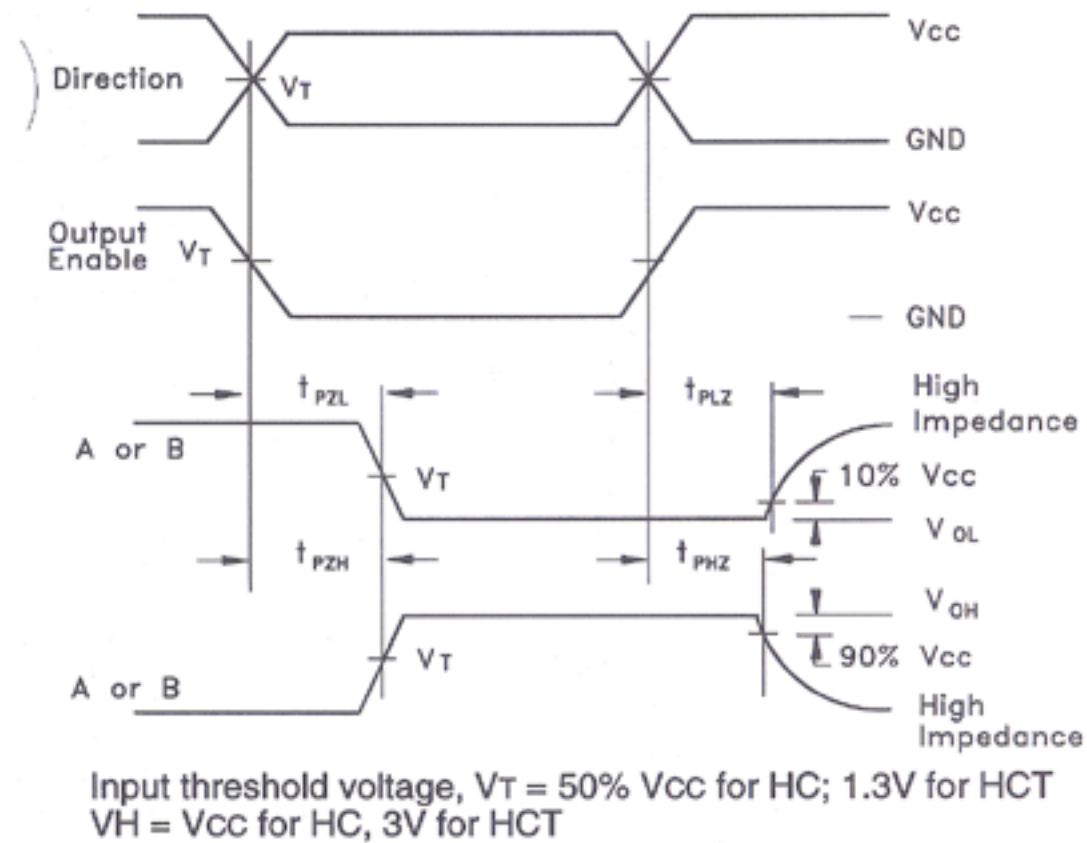 Vcc
Direction
VT
GND
Vcc
Output
Enable
VT
GND
tPZL
tPLZ
High
Impedance
A or B
VT
10% Vcc
VOL
tPZH
tPHZ
VOH
VT
90% Vcc
A or B
High
Impedance
Input threshold voltage, VT = 50% VCC for HC; 1.3V for HCT
VH = VCC for HC, 3V for HCT